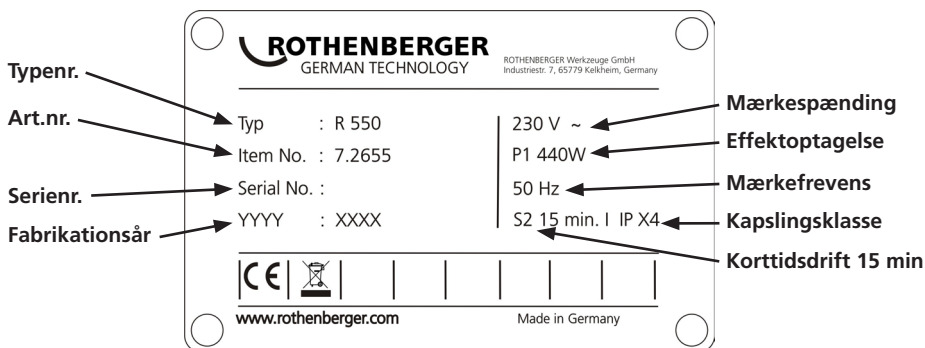 ROTHENBERGER
GERMAN TECHNOLOGY
ROTHENBERGER Werkzeuge GmbH
Industriestr. 7, 65779 Kelkheim, Germany
Typenr.
Art.nr.
Serienr.
Fabrikationsår
Typ : R 550
Item No. : 7.2655
Serial No. :
YYYY : XXXX
230 V ~
P1 440W
50 Hz
S2 15 min. I IP X4
Mærkespænding
Effektoptagelse
Mærkefrevens
Kapslingsklasse
Korttidsdrift 15 min
CE
www.rothenberger.com
Made in Germany